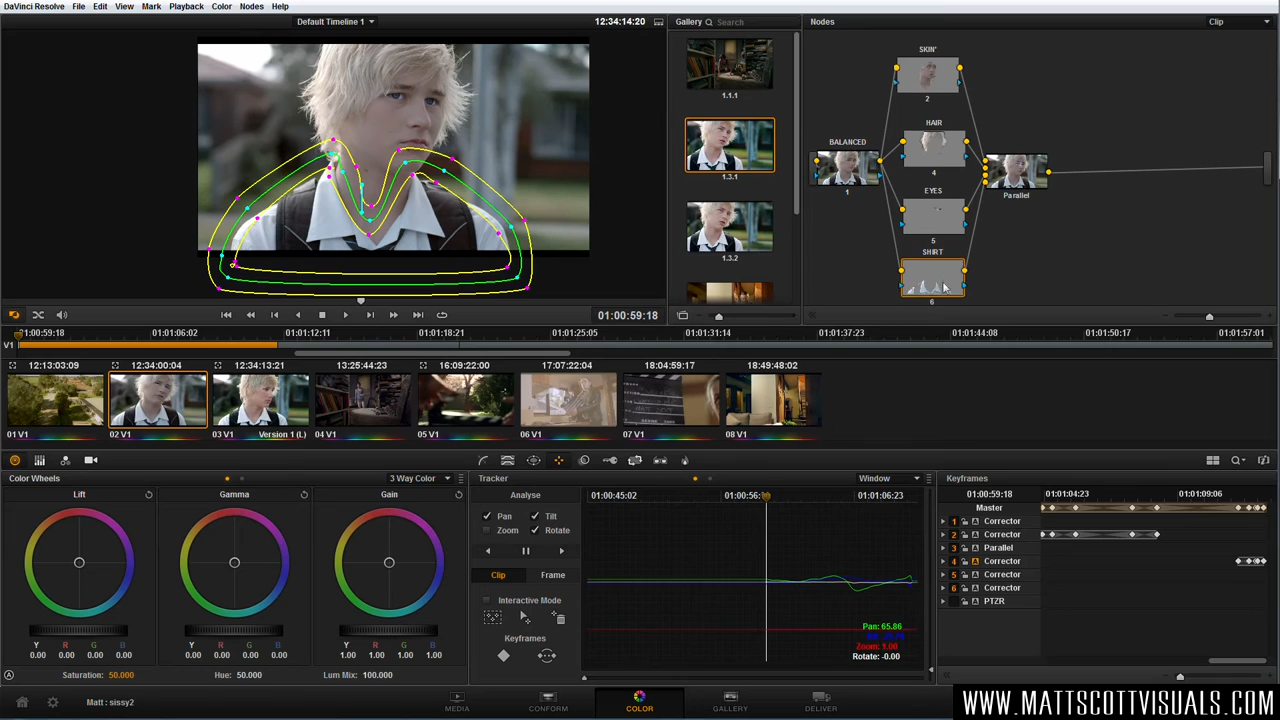 DaVinci Resolve File Edit View Mark Playback Color Nodes Help
Default Timeline 1
12:34:14:20
Gallery
Search
Nodes
Clip
1.1.1
1.3.1
1.3.2
SKIN'
2
HAIR
4
BALANCED
1
EYES
5
Parallel
SHIRT
6
01:00:59:18
01:00:59:18 01:01:06:02 01:01:12:11 01:01:18:21 01:01:25:05 01:01:31:14 01:01:37:23 01:01:44:08 01:01:50:17 01:01:57:01
V1
12:13:03:09 12:34:00:04 12:34:13:21 13:25:44:23 16:09:22:00 17:07:22:04 18:04:59:17 18:49:48:02
01 V1 02 V1 03 V1 Version 1 (L) 04 V1 05 V1 06 V1 07 V1 08 V1
Color Wheels
3 Way Color
Lift
Gamma
Gain
Y R G B
0.00 0.00 0.00 0.00
Y R G B
0.00 0.00 0.00 0.00
Y R G B
1.00 1.00 1.00 1.00
Saturation: 50.000
Hue: 50.000
Lum Mix: 100.000
Tracker
Window
Analyse
Pan
Tilt
Zoom
Rotate
Clip
Frame
Interactive Mode
Keyframes
01:00:45:02 01:00:56: 01:01:06:23
Pan: 65.86
Zoom: 1.00
Rotate: -0.00
Keyframes
01:00:59:18
01:01:04:23 01:01:09:06
Master
1 Corrector
2 Corrector
3 Parallel
4 Corrector
5 Corrector
6 Corrector
PTZR
Matt : sissy2
MEDIA
CONFORM
COLOR
GALLERY
DELIVER
WWW.MATTSCOTTVISUALS.COM